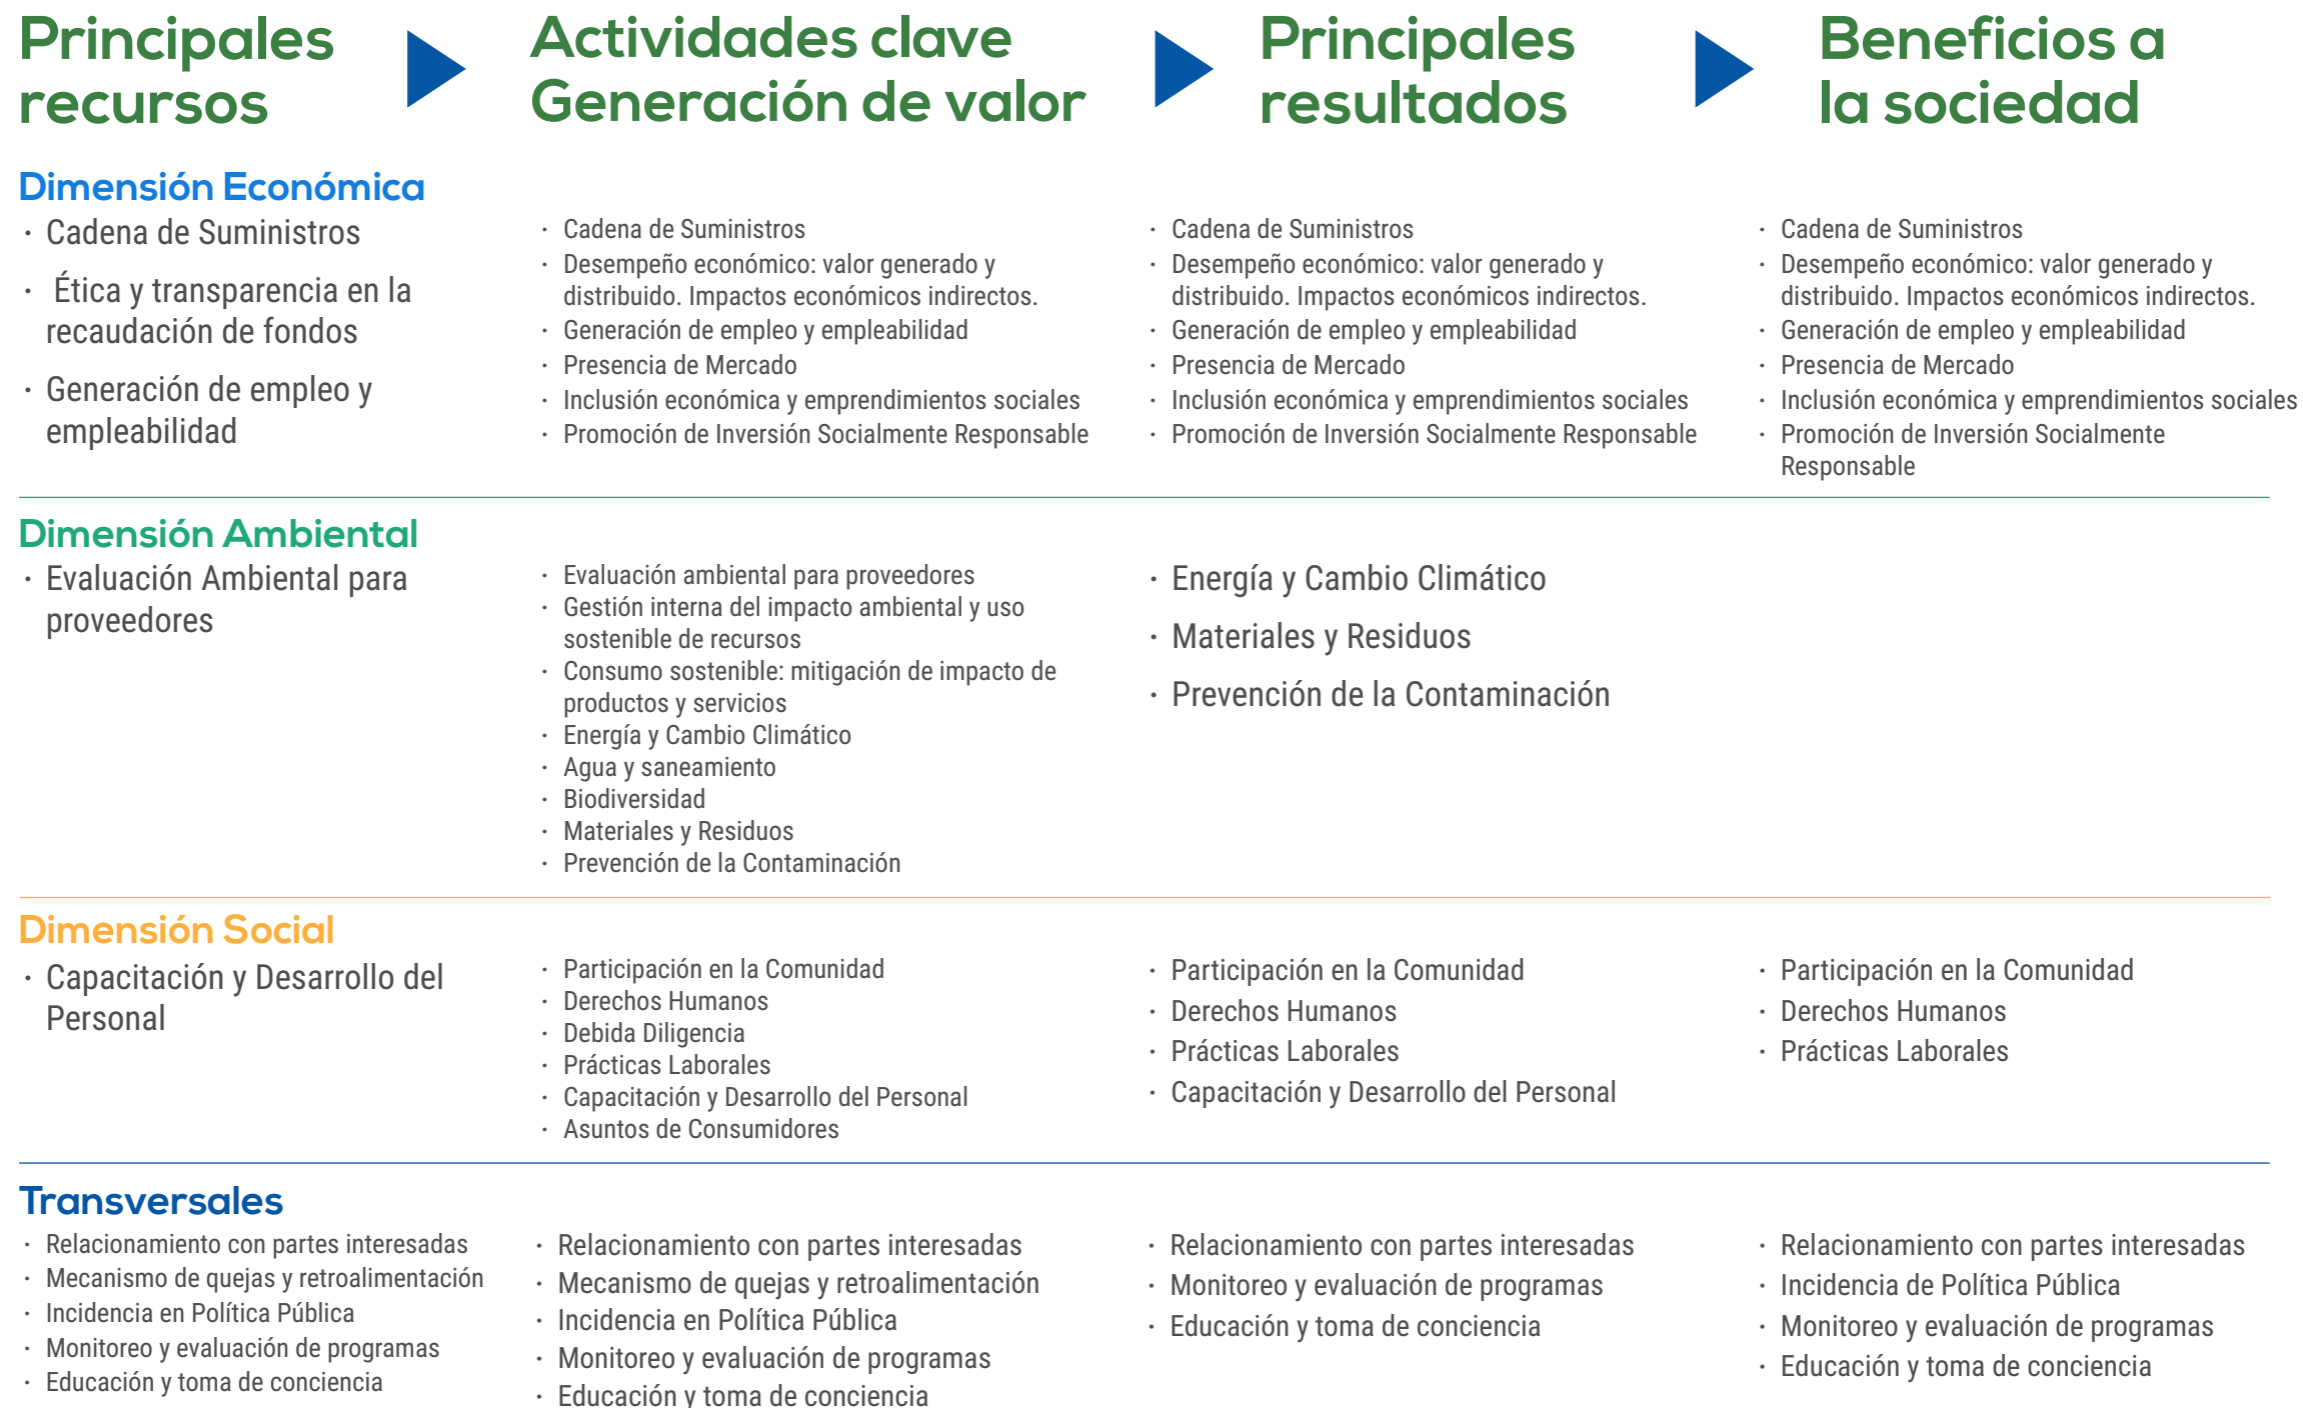 Principales
recursos
Actividades clave
Generación de valor
Principales
resultados
Beneficios a
la sociedad
Dimensión Económica
· Cadena de Suministros
· Ética y transparencia en la
recaudación de fondos
· Generación de empleo y
empleabilidad
· Cadena de Suministros
· Desempeño económico: valor generado y
distribuido. Impactos económicos indirectos.
· Generación de empleo y empleabilidad
· Presencia de Mercado
· Inclusión económica y emprendimientos sociales
· Promoción de Inversión Socialmente Responsable
· Cadena de Suministros
· Desempeño económico: valor generado y
distribuido. Impactos económicos indirectos.
· Generación de empleo y empleabilidad
· Presencia de Mercado
· Inclusión económica y emprendimientos sociales
· Promoción de Inversión Socialmente Responsable
· Cadena de Suministros
· Desempeño económico: valor generado y
distribuido. Impactos económicos indirectos.
· Generación de empleo y empleabilidad
· Presencia de Mercado
· Inclusión económica y emprendimientos sociales
· Promoción de Inversión Socialmente
Responsable
Dimensión Ambiental
· Evaluación Ambiental para
proveedores
· Evaluación ambiental para proveedores
· Gestión interna del impacto ambiental y uso
sostenible de recursos
· Consumo sostenible: mitigación de impacto de
productos y servicios
· Energía y Cambio Climático
· Agua y saneamiento
· Biodiversidad
· Materiales y Residuos
· Prevención de la Contaminación
· Energía y Cambio Climático
· Materiales y Residuos
· Prevención de la Contaminación
Dimensión Social
· Capacitación y Desarrollo del
Personal
· Participación en la Comunidad
· Derechos Humanos
· Debida Diligencia
· Prácticas Laborales
· Capacitación y Desarrollo del Personal
· Asuntos de Consumidores
· Participación en la Comunidad
· Derechos Humanos
· Prácticas Laborales
· Capacitación y Desarrollo del Personal
· Participación en la Comunidad
· Derechos Humanos
· Prácticas Laborales
Transversales
· Relacionamiento con partes interesadas
· Mecanismo de quejas y retroalimentación
· Incidencia en Política Pública
· Monitoreo y evaluación de programas
· Educación y toma de conciencia
· Relacionamiento con partes interesadas
· Mecanismo de quejas y retroalimentación
· Incidencia en Política Pública
· Monitoreo y evaluación de programas
· Educación y toma de conciencia
· Relacionamiento con partes interesadas
· Monitoreo y evaluación de programas
· Educación y toma de conciencia
· Relacionamiento con partes interesadas
· Incidencia de Política Pública
· Monitoreo y evaluación de programas
· Educación y toma de conciencia